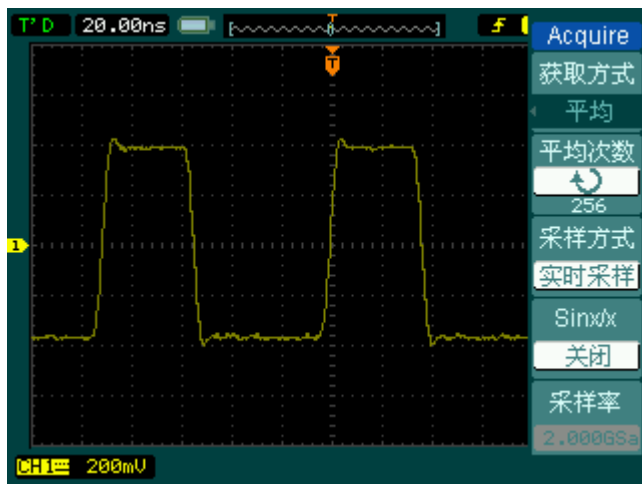 T'D 20.00ns
T
Acquire
获取方式
平均
平均次数
256
采样方式
实时采样
Sinx/x
关闭
采样率
2.000GSa
T
1
CH1 200mV